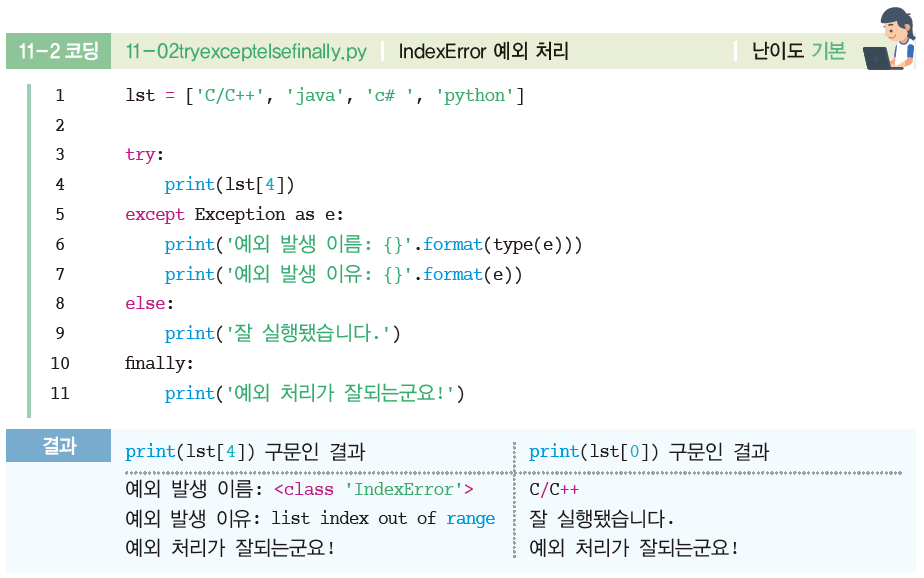 11-2 코딩 11-02tryexceptelsefinally.py IndexError 예외 처리 난이도 기본
1 lst = ['C/C++', 'java', 'c# ', 'python']
2
3 try:
4     print(lst[4])
5 except Exception as e:
6     print('예외 발생 이름: {}'.format(type(e)))
7     print('예외 발생 이유: {}'.format(e))
8 else:
9     print('잘 실행됐습니다.')
10 finally:
11     print('예외 처리가 잘되는군요!')
결과
print(lst[4]) 구문인 결과
예외 발생 이름: <class 'IndexError'>
예외 발생 이유: list index out of range
예외 처리가 잘되는군요!
print(lst[0]) 구문인 결과
C/C++
잘 실행됐습니다.
예외 처리가 잘되는군요!